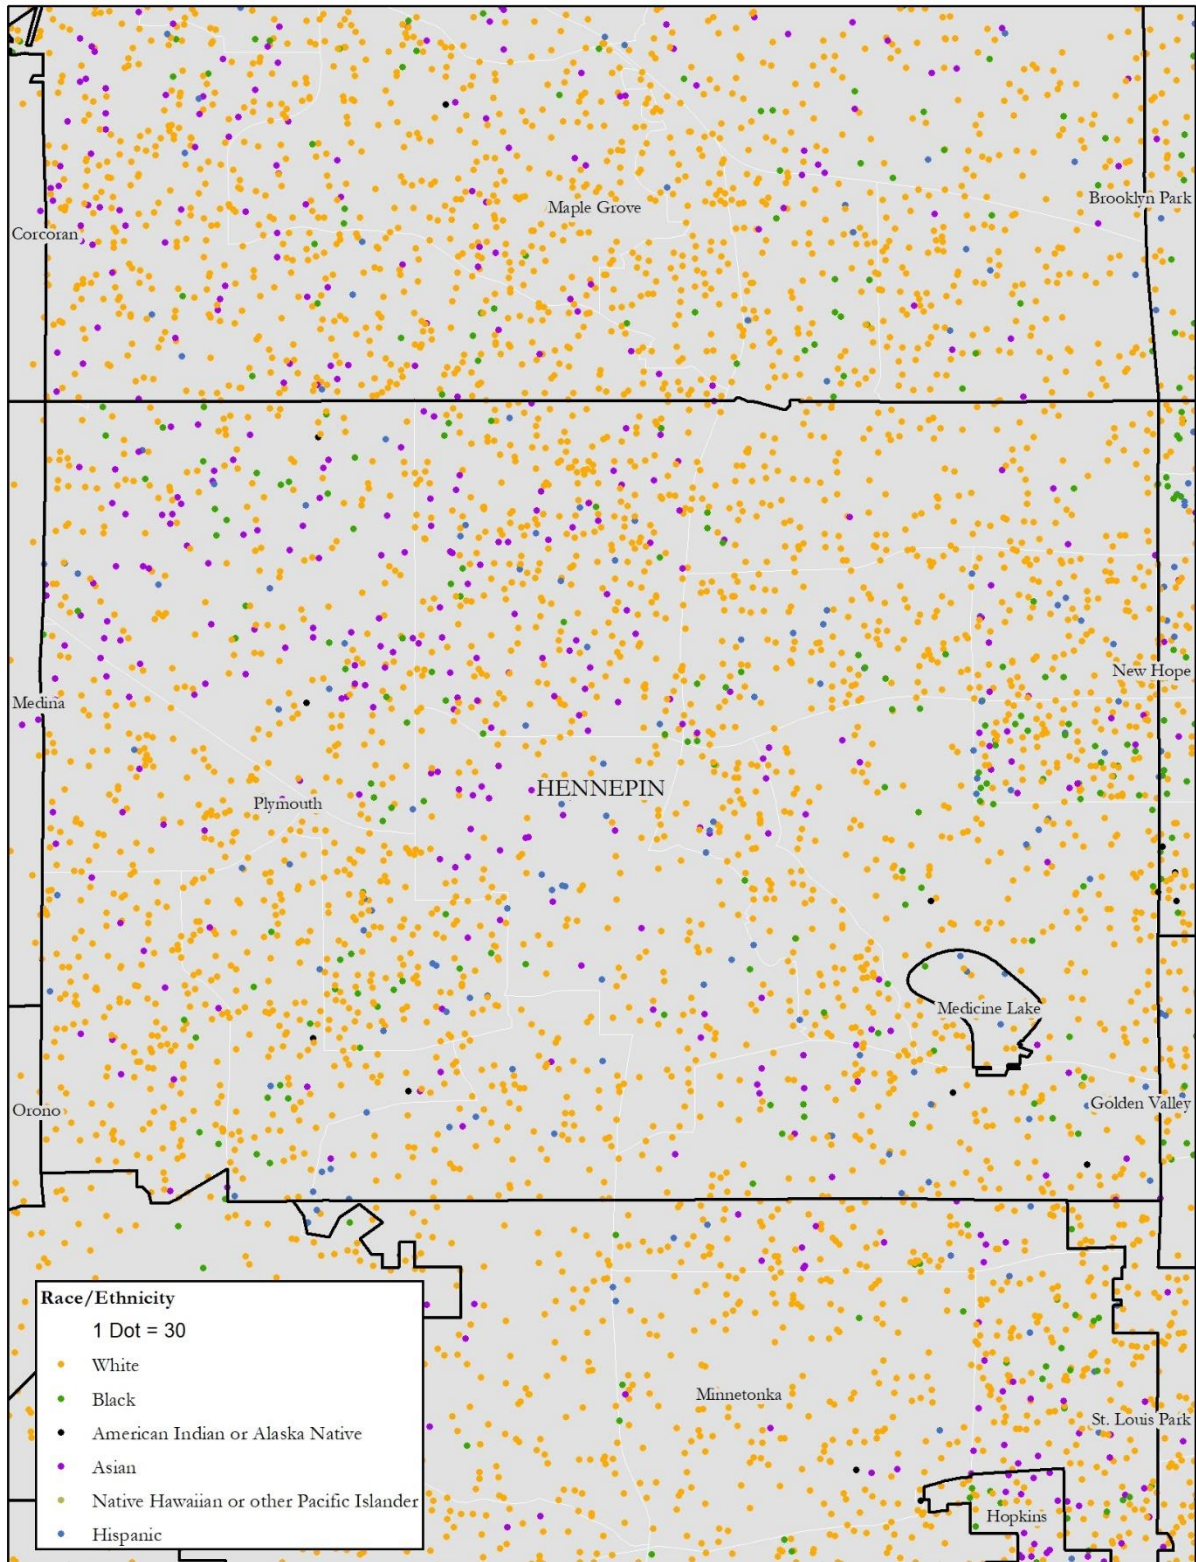 Maple Grove
Brooklyn Park
Corcoran
New Hope
Medina
HENNEPIN
Plymouth
Medicine Lake
Golden Valley
Orono
Race/Ethnicity
1 Dot = 30
White
Black
American Indian or Alaska Native
Asian
Native Hawaiian or other Pacific Islander
Hispanic
Minnetonka
St. Louis Park
Hopkins